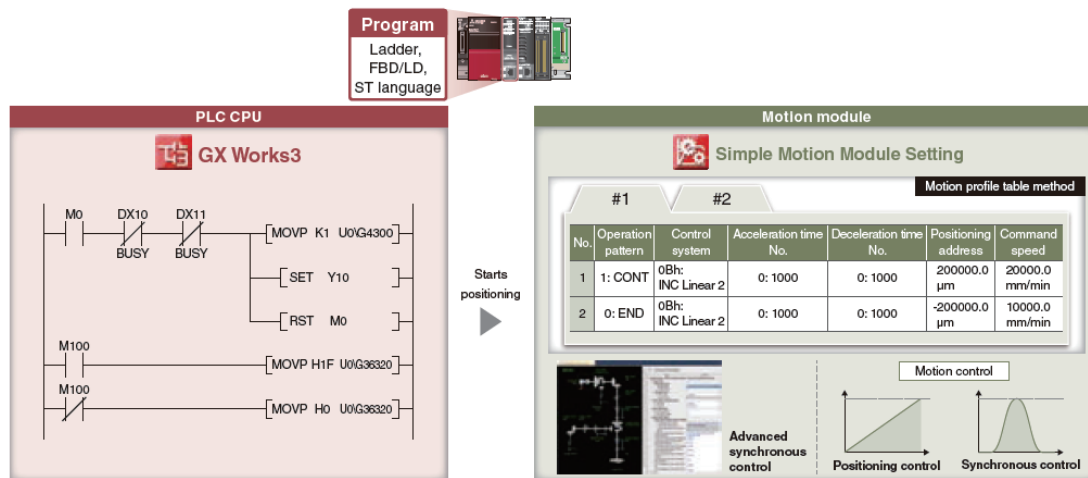 Program
Ladder,
FBD/LD,
ST language
PLC CPU
GX Works3
M0 DX10 DX11
MOVP K1 U0\G4300
BUSY BUSY
SET Y10
RST M0
M100
MOVP H1F U0\G36320
M100
MOVP H0 U0\G36320
Starts
positioning
Motion module
Simple Motion Module Setting
Motion profile table method
#1 #2
No. Operation pattern Control system Acceleration time No. Deceleration time No. Positioning address Command speed
1 1: CONT 0Bh: INC Linear 2 0: 1000 0: 1000 200000.0 µm 20000.0 mm/min
2 0: END 0Bh: INC Linear 2 0: 1000 0: 1000 -200000.0 µm 10000.0 mm/min
Advanced
synchronous
control
Motion control
Positioning control
Synchronous control